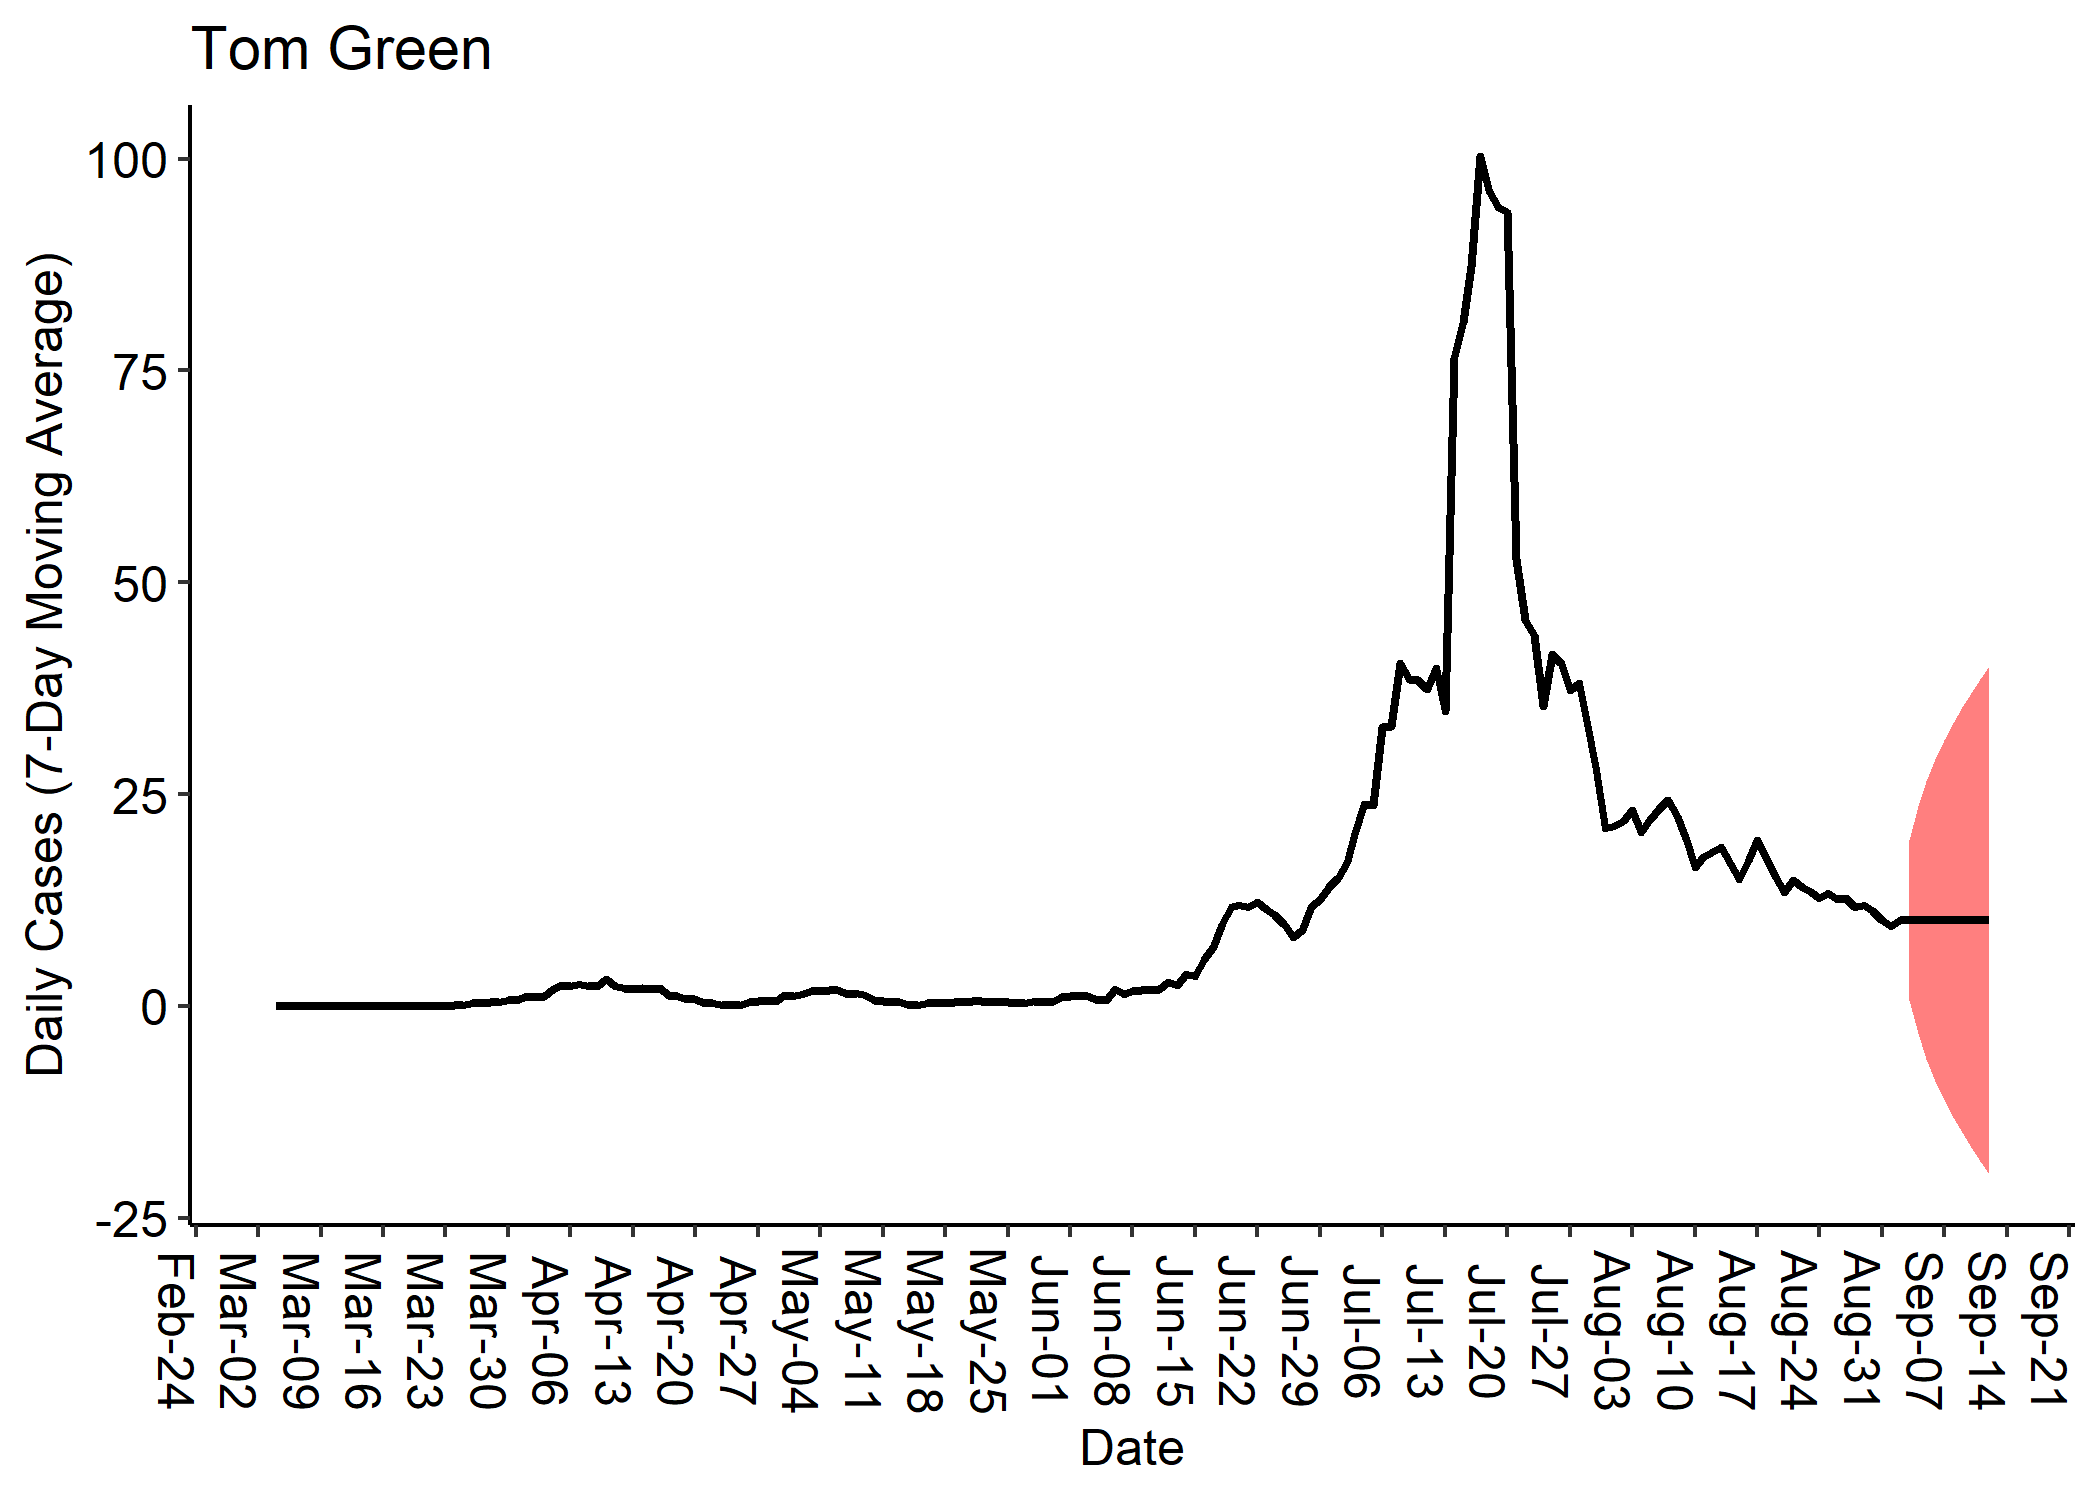 Tom Green
Daily Cases (7-Day Moving Average)
100
75
50
25
0
-25
Feb-24
Mar-02
Mar-09
Mar-16
Mar-23
Mar-30
Apr-06
Apr-13
Apr-20
Apr-27
May-04
May-11
May-18
May-25
Jun-01
Jun-08
Jun-15
Jun-22
Jun-29
Jul-06
Jul-13
Jul-20
Jul-27
Aug-03
Aug-10
Aug-17
Aug-24
Aug-31
Sep-07
Sep-14
Sep-21
Date